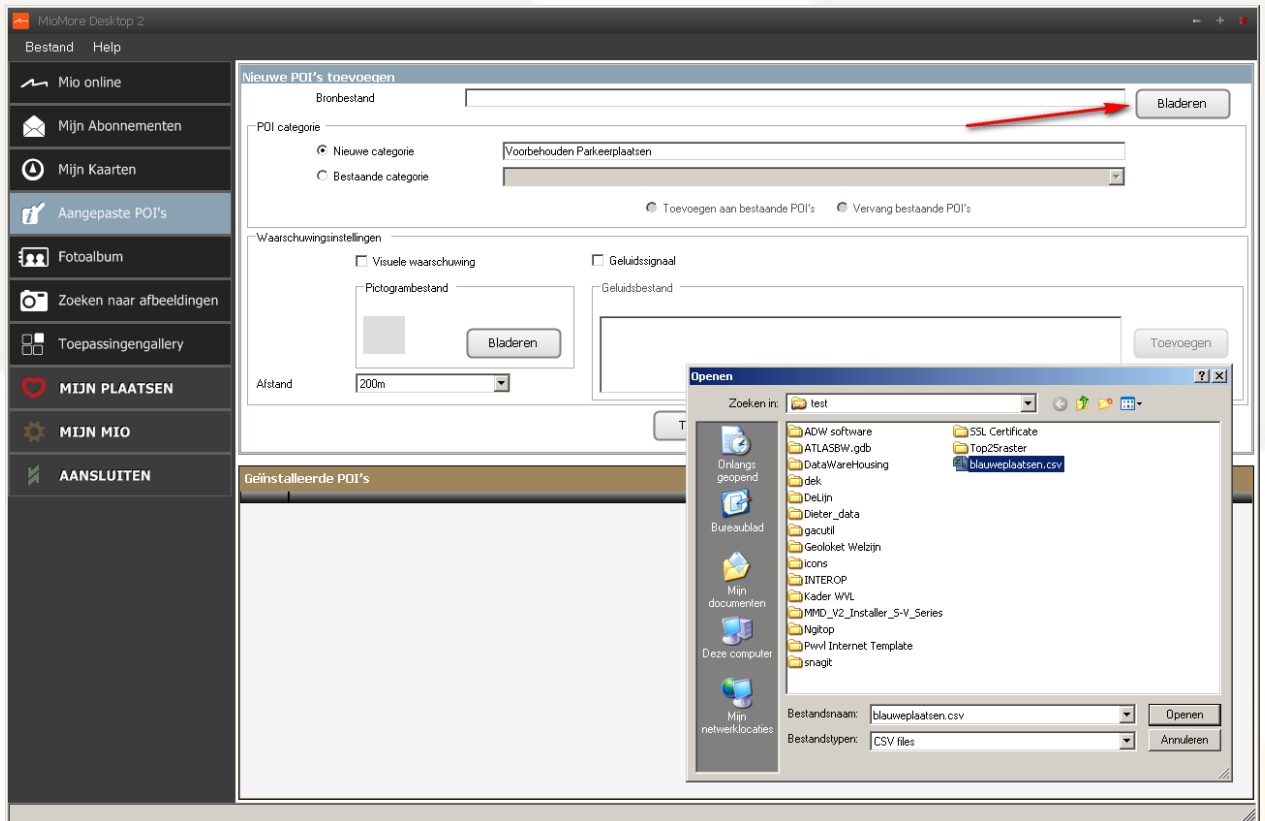 MioMore Desktop 2
Bestand Help
Mio online
Mijn Abonnementen
Mijn Kaarten
Aangepaste POI's
Fotoalbum
Zoeken naar afbeeldingen
Toepassingengallery
MIJN PLAATSEN
MIJN MIO
AANSLUITEN
Nieuwe POI's toevoegen
Bronbestand
Bladeren
POI categorie
Nieuwe categorie
Voorbehouden Parkeerplaatsen
Bestaande categorie
Toevoegen aan bestaande POI's
Vervang bestaande POI's
Waarschuwingsinstellingen
Visuele waarschuwing
Geluidssignaal
Pictogrambestand
Geluidsbestand
Bladeren
Toevoegen
Afstand
200m
T
Geïnstalleerde POI's
Openen
Zoeken in:
test
Onlangs
geopend
Bureaublad
Mijn
documenten
Deze computer
Mijn
netwerklocaties
ADW software
ATLASBW.gdb
DataWareHousing
dek
DeLijn
Dieter_data
gacutil
Geoloket Welzijn
icons
INTEROP
Kader WVL
MMD_V2_Installer_S-V_Series
Ngitop
Pwvl Internet Template
snagit
SSL Certificate
Top25raster
blauweplaatsen.csv
Bestandsnaam:
blauweplaatsen.csv
Openen
Bestandstypen:
CSV files
Annuleren